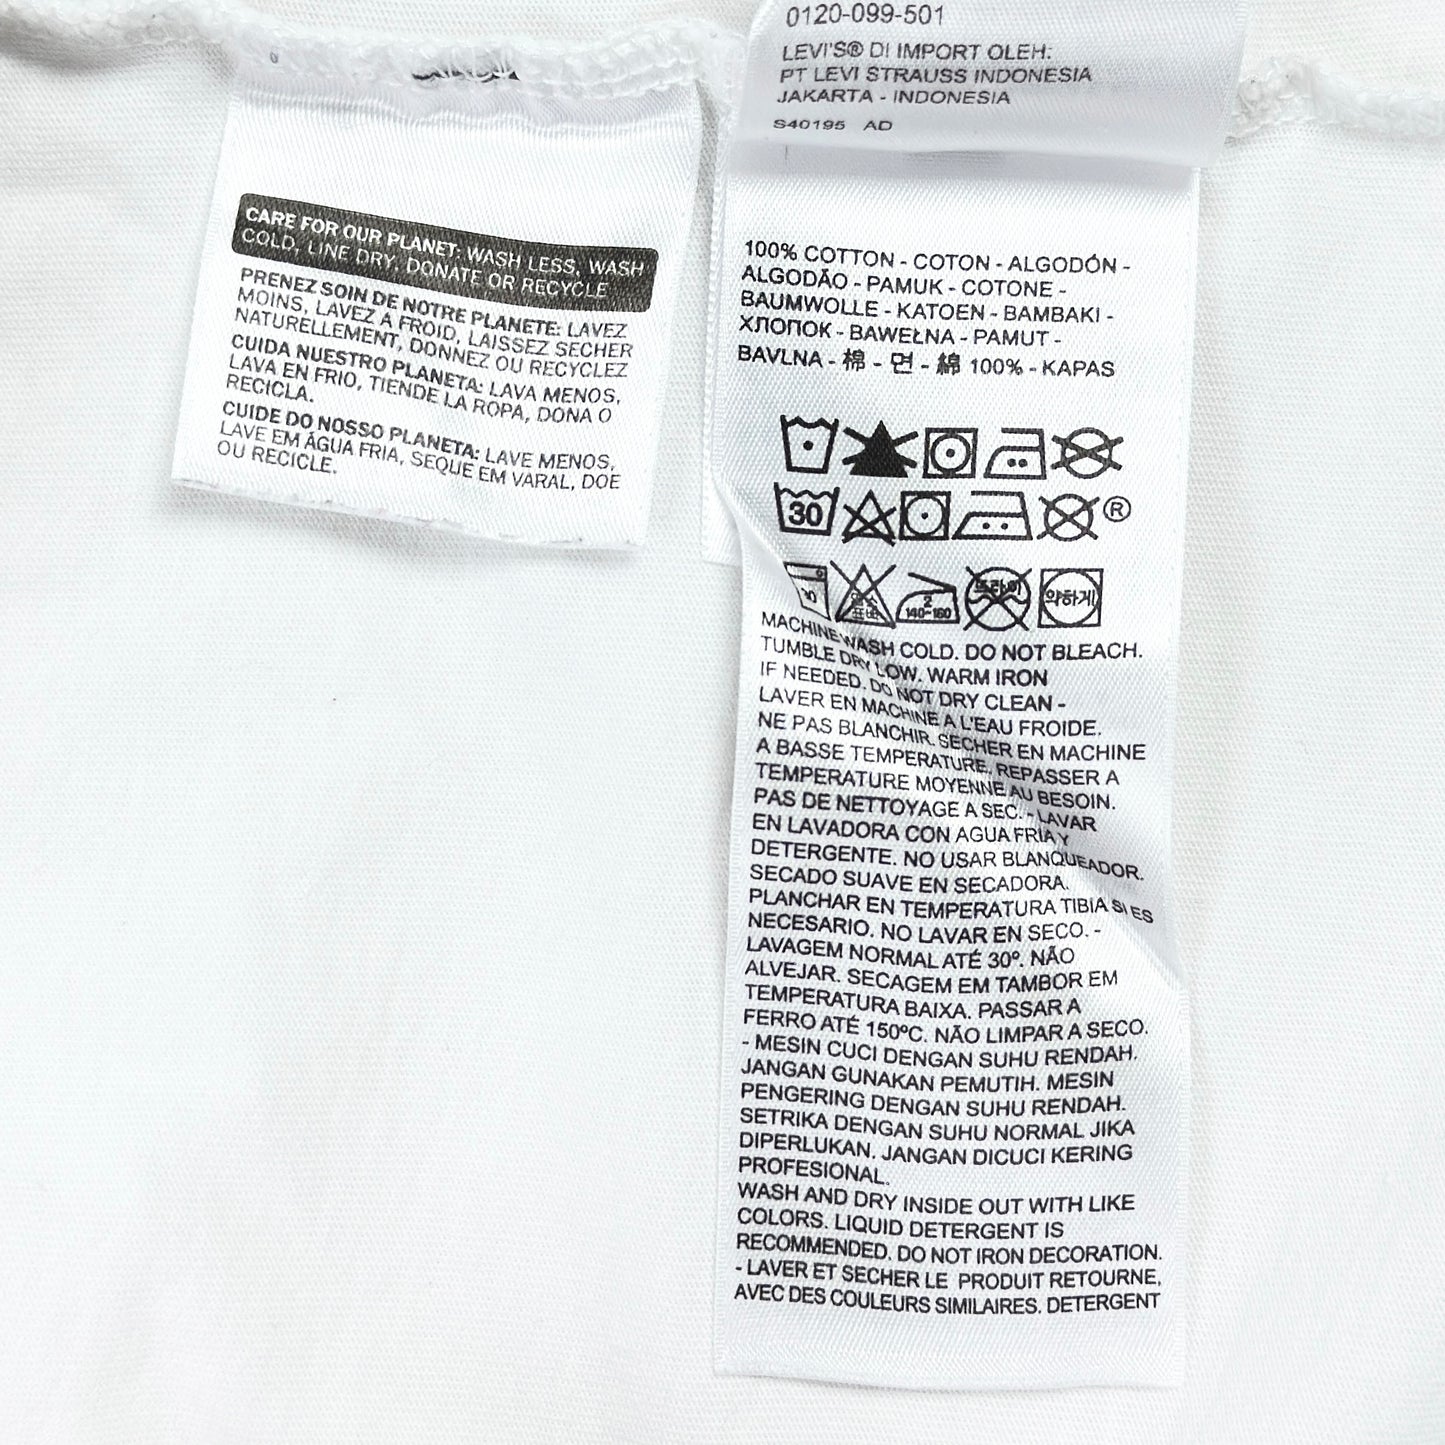 CARE FOR OUR PLANET: WASH LESS, WASH
COLD, LINE DRY, DONATE OR RECYCLE
PRENEZ SOIN DE NOTRE PLANETE: LAVEZ
MOINS, LAVEZ A FROID, LAISSEZ SECHER
NATURELLEMENT, DONNEZ OU RECYCLEZ
CUIDA NUESTRO PLANETA: LAVA MENOS,
LAVA EN FRIO, TIENDE LA ROPA, DONA O
RECICLA.
CUIDE DO NOSSO PLANETA: LAVE MENOS,
LAVE EM ÁGUA FRIA, SEQUE EM VARAL, DOE
OU RECICLE.
0120-099-501
LEVI'S® DI IMPORT OLEH:
PT LEVI STRAUSS INDONESIA
JAKARTA - INDONESIA
S40195 AD
100% COTTON - COTON - ALGODÓN -
ALGODÃO - PAMUK - COTONE -
BAUMWOLLE - KATOEN - BAMBAKI -
ХЛОПОК - BAWEŁNA - PAMUT -
BAVLNA - 棉 - 면 - 綿 100% - KAPAS
30 ®
2
140~160
드라이
약하게
MACHINE WASH COLD. DO NOT BLEACH.
TUMBLE DRY LOW. WARM IRON
IF NEEDED. DO NOT DRY CLEAN -
LAVER EN MACHINE A L'EAU FROIDE.
NE PAS BLANCHIR. SECHER EN MACHINE
A BASSE TEMPERATURE. REPASSER A
TEMPERATURE MOYENNE AU BESOIN.
PAS DE NETTOYAGE A SEC. - LAVAR
EN LAVADORA CON AGUA FRIA Y
DETERGENTE. NO USAR BLANQUEADOR.
SECADO SUAVE EN SECADORA.
PLANCHAR EN TEMPERATURA TIBIA SI ES
NECESARIO. NO LAVAR EN SECO. -
LAVAGEM NORMAL ATÉ 30º. NÃO
ALVEJAR. SECAGEM EM TAMBOR EM
TEMPERATURA BAIXA. PASSAR A
FERRO ATÉ 150ºC. NÃO LIMPAR A SECO.
- MESIN CUCI DENGAN SUHU RENDAH.
JANGAN GUNAKAN PEMUTIH. MESIN
PENGERING DENGAN SUHU RENDAH.
SETRIKA DENGAN SUHU NORMAL JIKA
DIPERLUKAN. JANGAN DICUCI KERING
PROFESIONAL.
WASH AND DRY INSIDE OUT WITH LIKE
COLORS. LIQUID DETERGENT IS
RECOMMENDED. DO NOT IRON DECORATION.
- LAVER ET SECHER LE PRODUIT RETOURNE,
AVEC DES COULEURS SIMILAIRES. DETERGENT